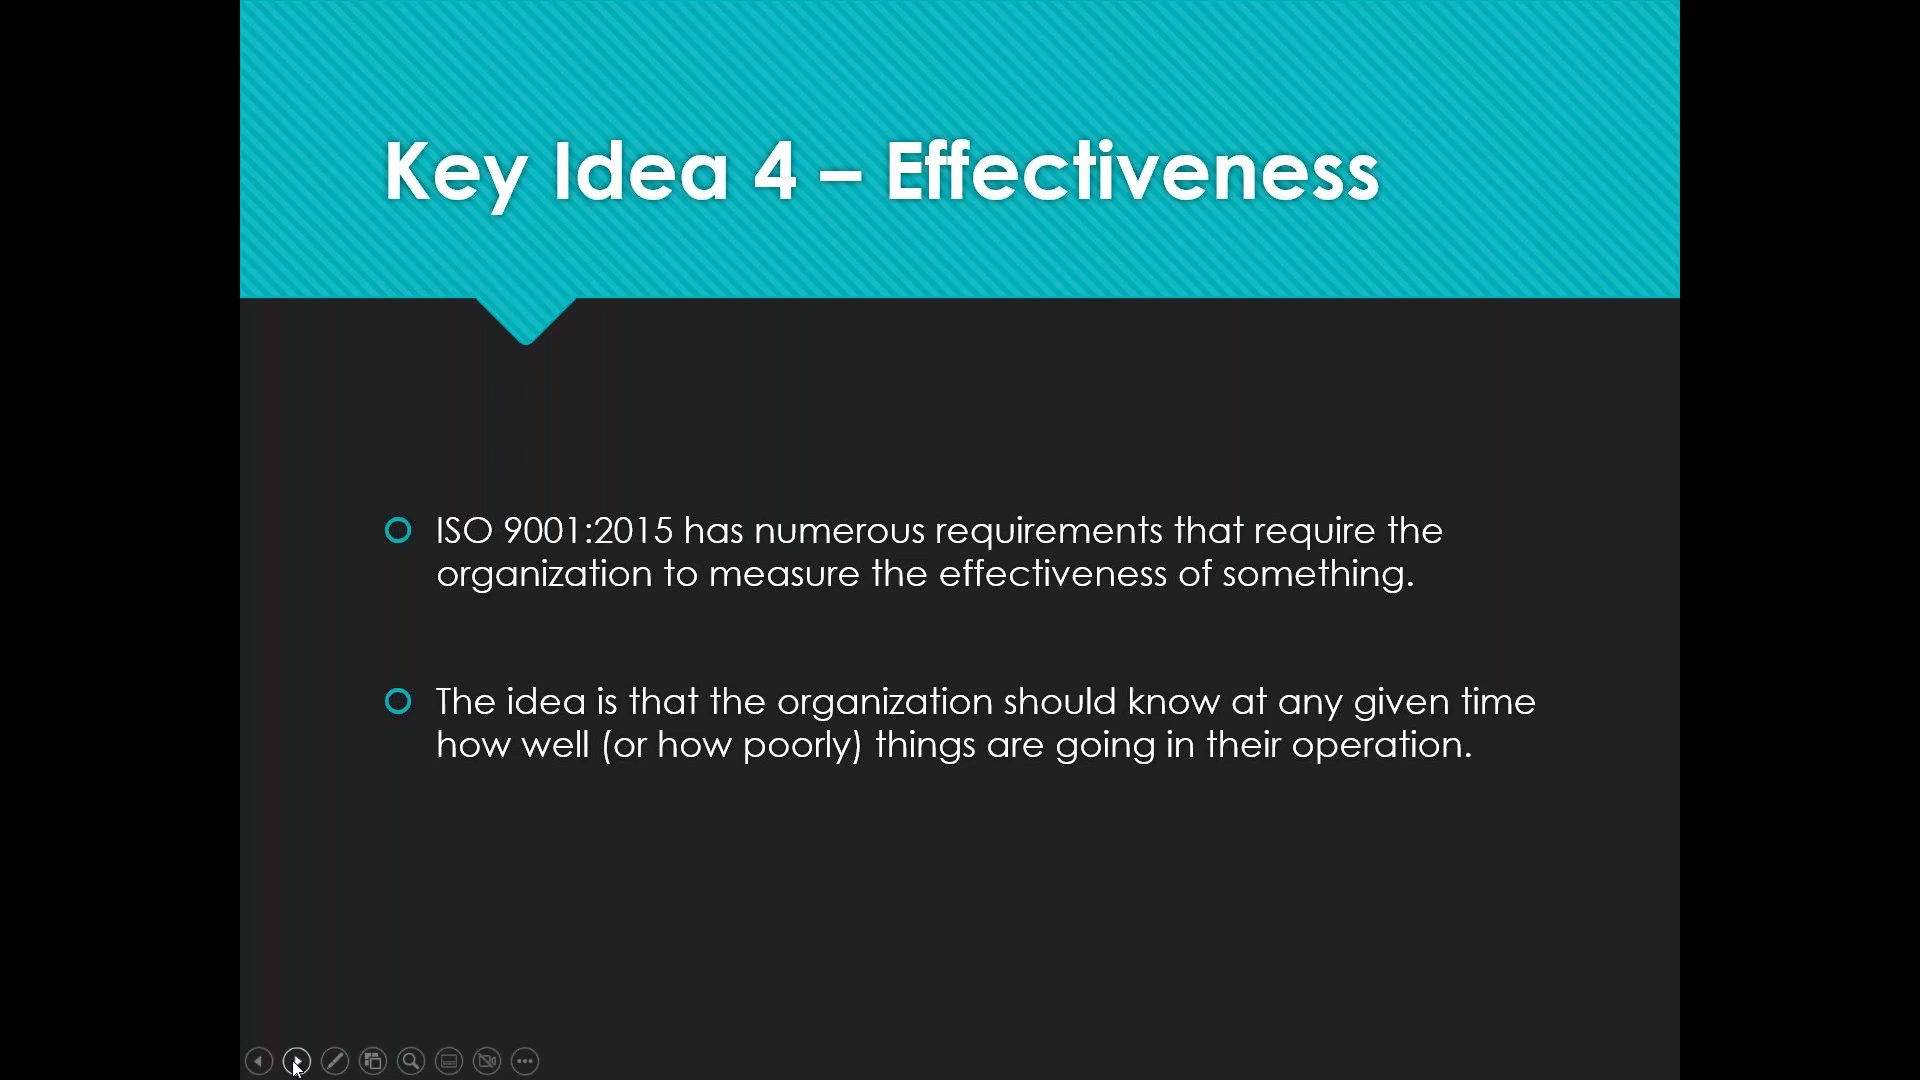 Key Idea 4 – Effectiveness
ISO 9001:2015 has numerous requirements that require the
organization to measure the effectiveness of something.
The idea is that the organization should know at any given time
how well (or how poorly) things are going in their operation.